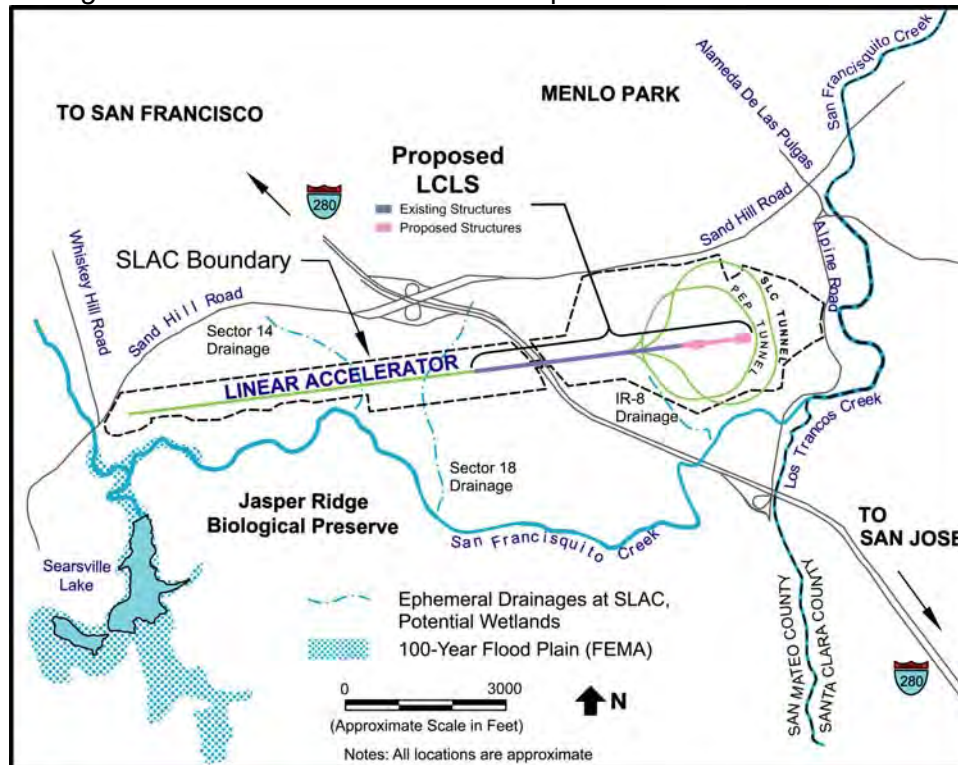 San Francisquito Creek
Alameda De Las Pulgas
MENLO PARK
TO SAN FRANCISCO
Proposed
LCLS
Existing Structures
Proposed Structures
280
Sand Hill Road
Whiskey Hill Road
SLAC Boundary
Alpine Road
Sand Hill Road
SLC TUNNEL
PEP TUNNEL
Sector 14
Drainage
LINEAR ACCELERATOR
IR-8
Drainage
Los Trancos Creek
Sector 18
Drainage
Jasper Ridge
Biological Preserve
San Francisquito Creek
TO
SAN JOSE
Searsville
Lake
Ephemeral Drainages at SLAC,
Potential Wetlands
100-Year Flood Plain (FEMA)
SAN MATEO COUNTY
SANTA CLARA COUNTY
280
0 3000
N
(Approximate Scale in Feet)
Notes: All locations are approximate